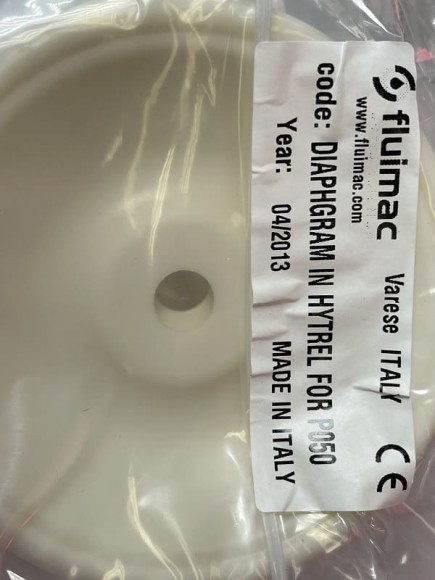 fluimac Varese ITALY CE
www.fluimac.com
code: DIAPHGRAM IN HYTREL FOR P050
Year: 04/2013 MADE IN ITALY